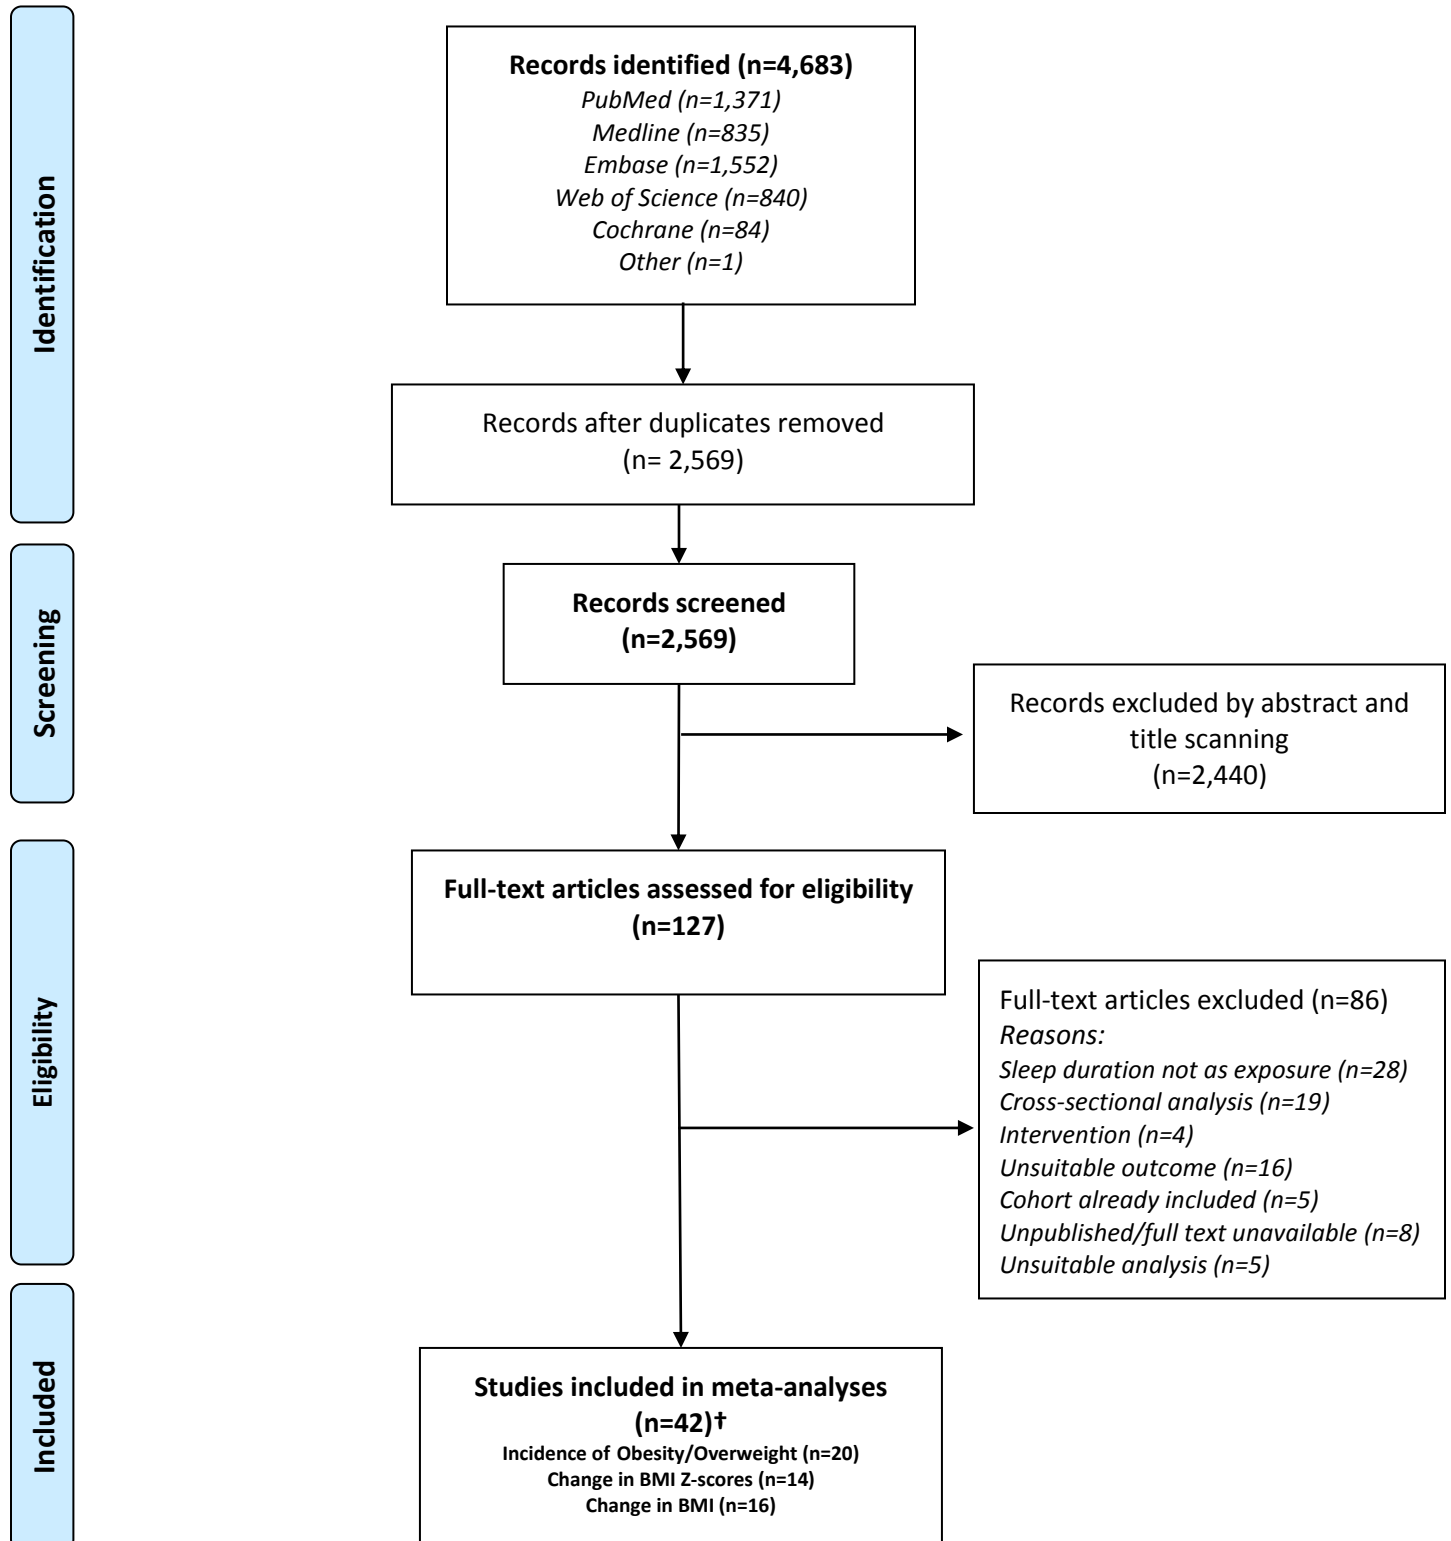 Identification
Records identified (n=4,683)
PubMed (n=1,371)
Medline (n=835)
Embase (n=1,552)
Web of Science (n=840)
Cochrane (n=84)
Other (n=1)
Records after duplicates removed
(n= 2,569)
Screening
Records screened
(n=2,569)
Records excluded by abstract and
title scanning
(n=2,440)
Eligibility
Full-text articles assessed for eligibility
(n=127)
Full-text articles excluded (n=86)
Reasons:
Sleep duration not as exposure (n=28)
Cross-sectional analysis (n=19)
Intervention (n=4)
Unsuitable outcome (n=16)
Cohort already included (n=5)
Unpublished/full text unavailable (n=8)
Unsuitable analysis (n=5)
Included
Studies included in meta-analyses
(n=42)†
Incidence of Obesity/Overweight (n=20)
Change in BMI Z-scores (n=14)
Change in BMI (n=16)